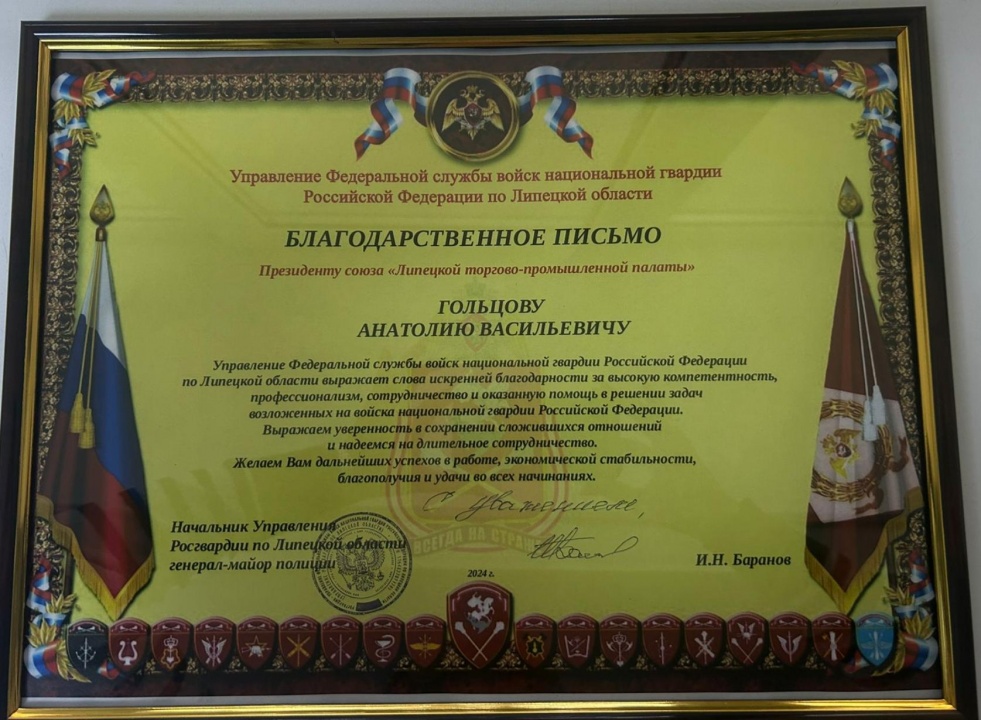 Управление Федеральной службы войск национальной гвардии
Российской Федерации по Липецкой области
БЛАГОДАРСТВЕННОЕ ПИСЬМО
Президенту союза «Липецкой торгово-промышленной палаты»
ГОЛЬЦОВУ
АНАТОЛИЮ ВАСИЛЬЕВИЧУ
Управление Федеральной службы войск национальной гвардии Российской Федерации
по Липецкой области выражает слова искренней благодарности за высокую компетентность,
профессионализм, сотрудничество и оказанную помощь в решении задач
возложенных на войска национальной гвардии Российской Федерации.
Выражаем уверенность в сохранении сложившихся отношений
и надеемся на длительное сотрудничество.
Желаем Вам дальнейших успехов в работе, экономической стабильности,
благополучия и удачи во всех начинаниях.
С уважением,
Начальник Управления
Росгвардии по Липецкой области
генерал-майор полиции
И.Н. Баранов
ВСЕГДА НА СТРАЖЕ
2024 г.